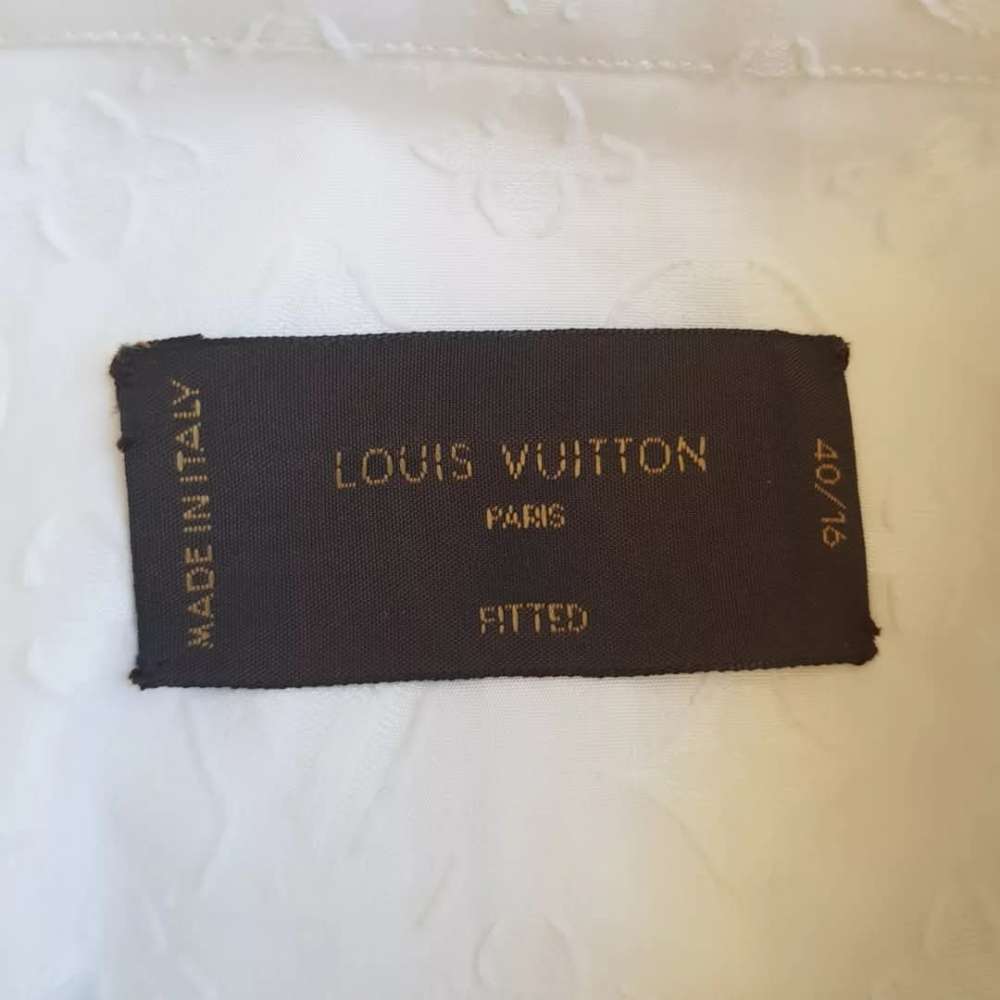 MADE IN ITALY
LOUIS VUITTON
PARIS
FITTED
40/16